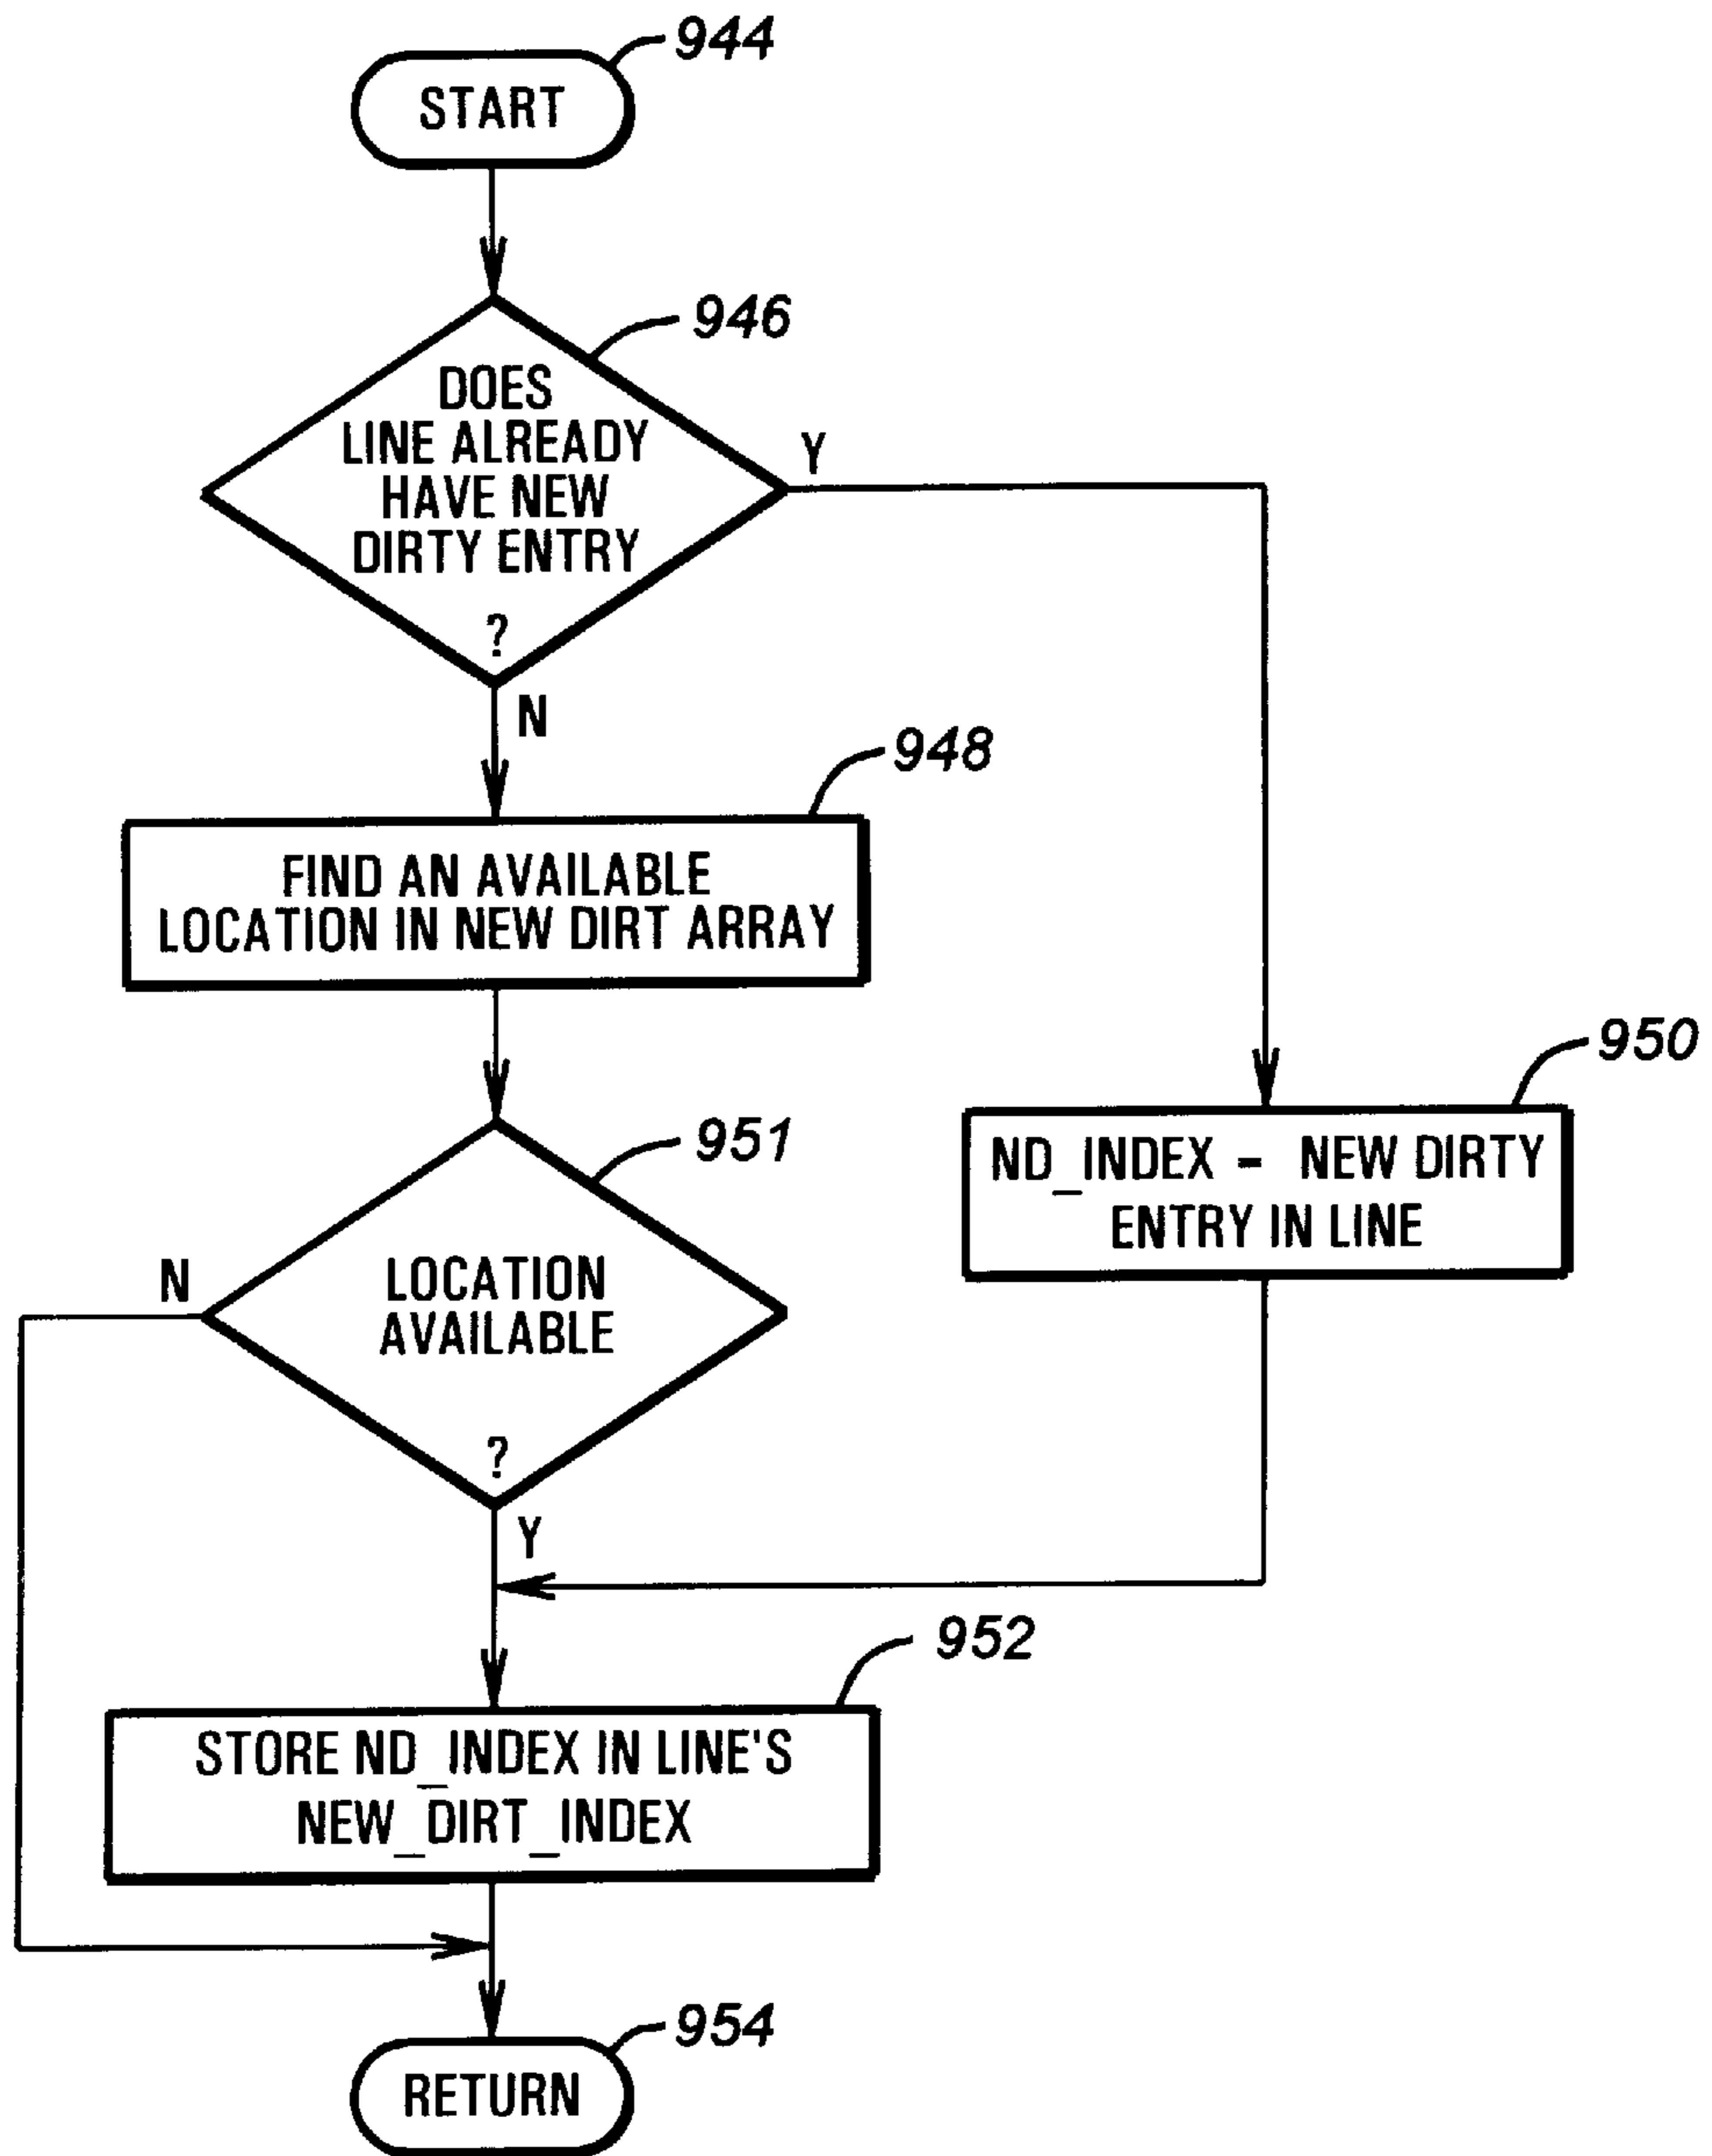 944
START
946
DOES
LINE ALREADY
HAVE NEW
DIRTY ENTRY
?
Y
N
948
FIND AN AVAILABLE
LOCATION IN NEW DIRT ARRAY
950
ND_INDEX = NEW DIRTY
ENTRY IN LINE
951
LOCATION
AVAILABLE
?
N
Y
952
STORE ND_INDEX IN LINE'S
NEW_DIRT_INDEX
954
RETURN